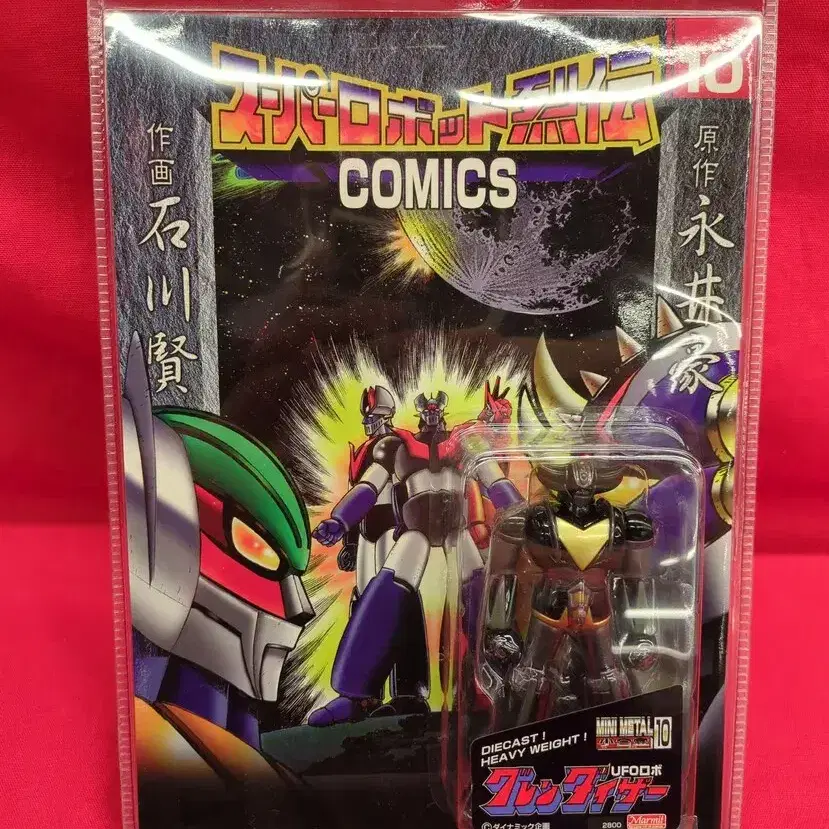 10
スーパーロボット烈伝
COMICS
原作 永井豪
作画 石川賢
DIECAST!
HEAVY WEIGHT!
MINI METAL
10
UFOロボ
グレンダイザー
©ダイナミック企画
2800
Marmit